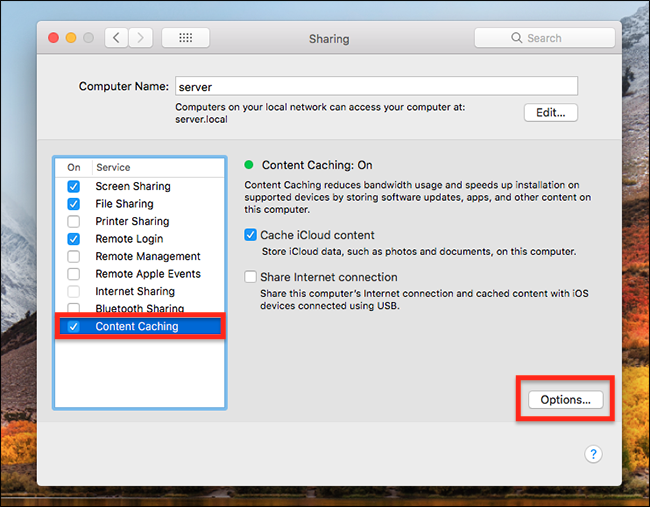 Sharing
Search
Computer Name:
server
Computers on your local network can access your computer at:
server.local
Edit...
On
Service
Screen Sharing
File Sharing
Printer Sharing
Remote Login
Remote Management
Remote Apple Events
Internet Sharing
Bluetooth Sharing
Content Caching
Content Caching: On
Content Caching reduces bandwidth usage and speeds up installation on
supported devices by storing software updates, apps, and other content on
this computer.
Cache iCloud content
Store iCloud data, such as photos and documents, on this computer.
Share Internet connection
Share this computer's Internet connection and cached content with iOS
devices connected using USB.
Options...
?